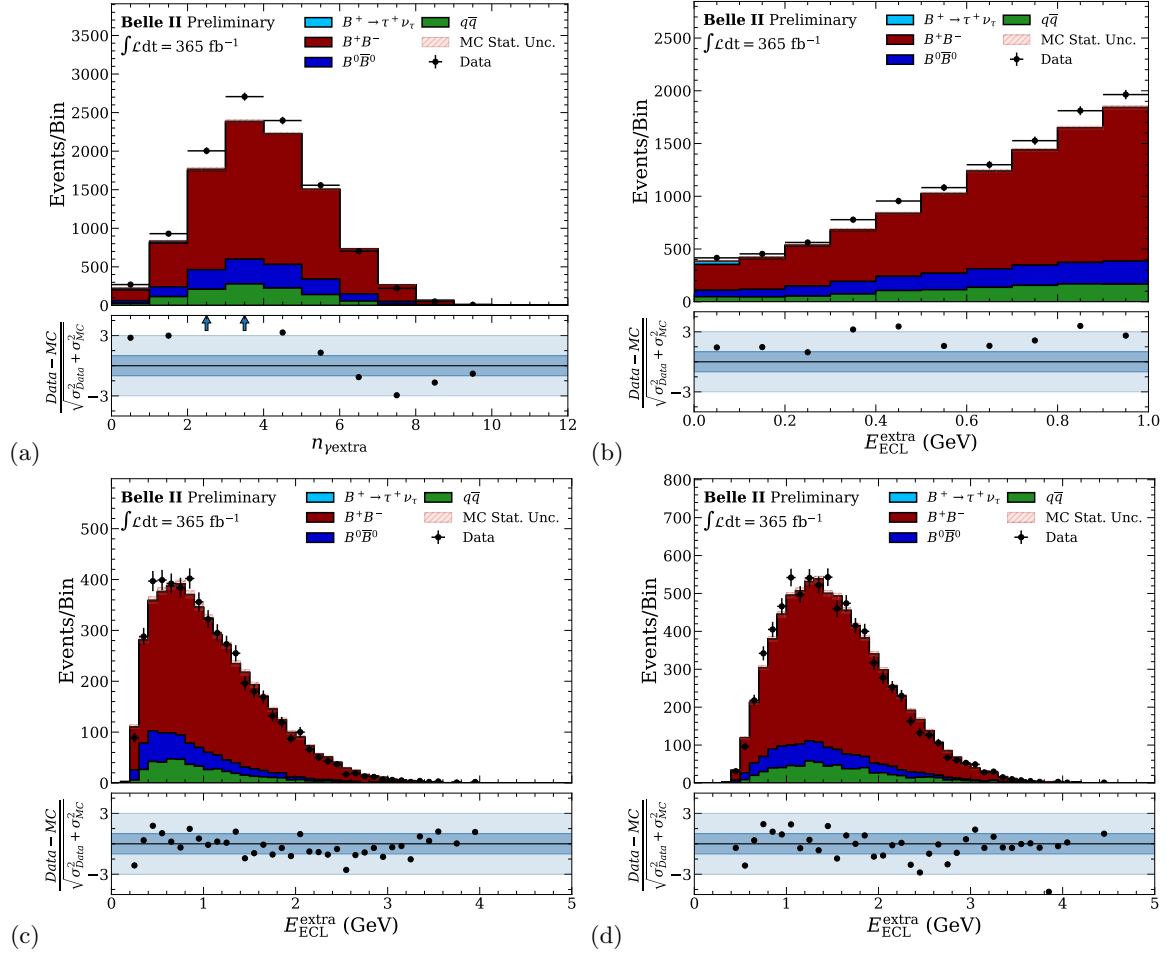 Belle II Preliminary
∫ℒdt = 365 fb⁻¹
B⁺ → τ⁺ν_τ
B⁺B⁻
B⁰B̅⁰
qq̅
MC Stat. Unc.
Data
Events/Bin
3500
3000
2500
2000
1500
1000
500
0
Data − MC
√σ²_Data + σ²_MC
3
−3
0 2 4 6 8 10 12
n_γextra
(a)
Belle II Preliminary
∫ℒdt = 365 fb⁻¹
B⁺ → τ⁺ν_τ
B⁺B⁻
B⁰B̅⁰
qq̅
MC Stat. Unc.
Data
Events/Bin
2500
2000
1500
1000
500
0
Data − MC
√σ²_Data + σ²_MC
3
−3
0.0 0.2 0.4 0.6 0.8 1.0
E^extra_ECL (GeV)
(b)
Belle II Preliminary
∫ℒdt = 365 fb⁻¹
B⁺ → τ⁺ν_τ
B⁺B⁻
B⁰B̅⁰
qq̅
MC Stat. Unc.
Data
Events/Bin
500
400
300
200
100
0
Data − MC
√σ²_Data + σ²_MC
3
−3
0 1 2 3 4 5
E^extra_ECL (GeV)
(c)
Belle II Preliminary
∫ℒdt = 365 fb⁻¹
B⁺ → τ⁺ν_τ
B⁺B⁻
B⁰B̅⁰
qq̅
MC Stat. Unc.
Data
Events/Bin
800
700
600
500
400
300
200
100
0
Data − MC
√σ²_Data + σ²_MC
3
−3
0 1 2 3 4 5
E^extra_ECL (GeV)
(d)